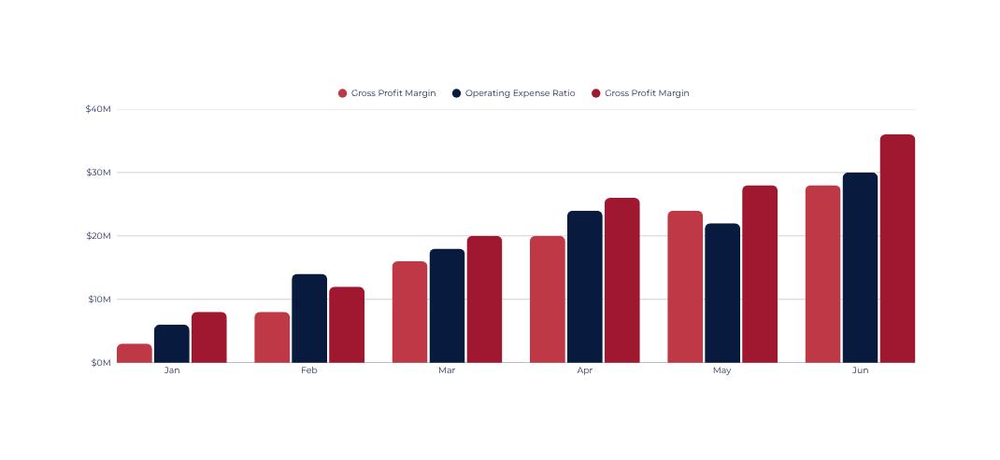 Gross Profit Margin Operating Expense Ratio Gross Profit Margin
$40M
$30M
$20M
$10M
$0M
Jan Feb Mar Apr May Jun